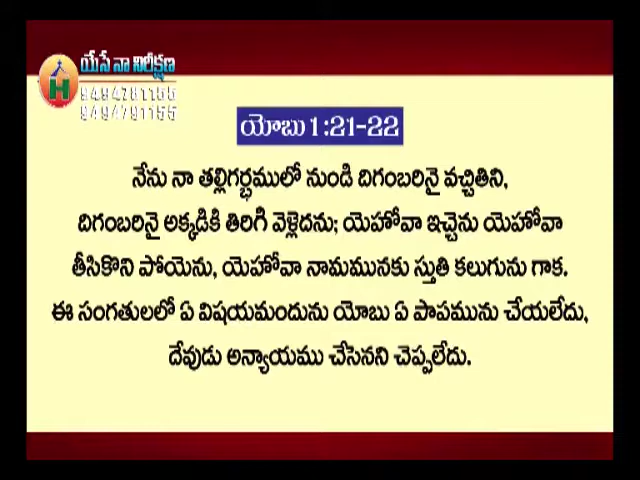 యేసే నా నిరీక్షణ
H
9494781155
9494791155
యోబు 1:21-22
నేను నా తల్లిగర్భములో నుండి దిగంబరినై వచ్చితిని,
దిగంబరినై అక్కడికి తిరిగి వెళ్లెదను; యెహోవా ఇచ్చెను యెహోవా
తీసికొని పోయెను, యెహోవా నామమునకు స్తుతి కలుగును గాక.
ఈ సంగతులలో ఏ విషయమందును యోబు ఏ పాపమును చేయలేదు,
దేవుడు అన్యాయము చేసెనని చెప్పలేదు.